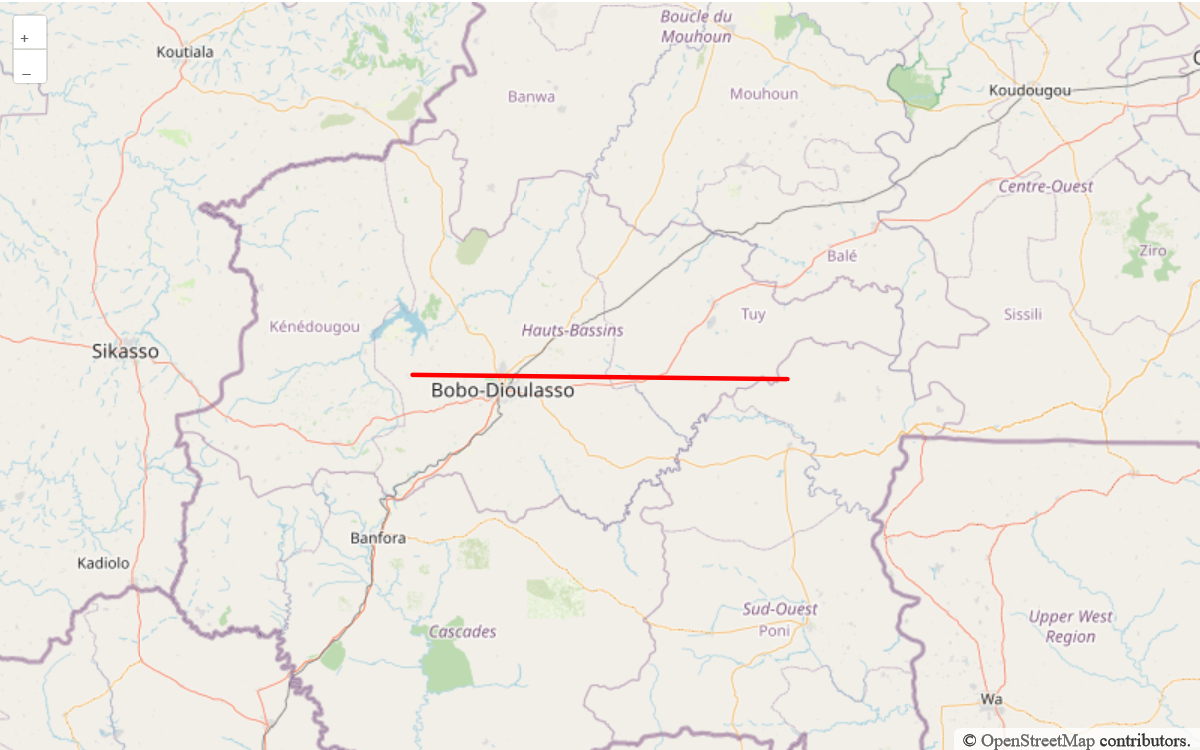 +
–
Boucle du
Mouhoun
Koutiala
Banwa
Mouhoun
Koudougou
Centre-Ouest
Ziro
Balé
Kénédougou
Hauts-Bassins
Tuy
Sissili
Sikasso
Bobo-Dioulasso
Banfora
Kadiolo
Cascades
Sud-Ouest
Poni
Upper West
Region
Wa
© OpenStreetMap contributors.